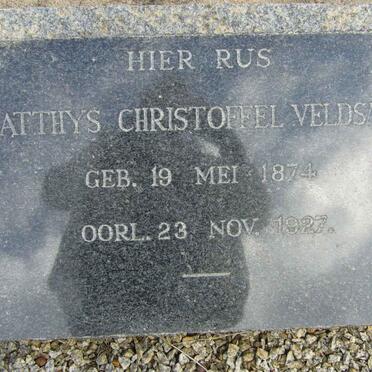 HIER RUS
ATTHYS CHRISTOFFEL VELDS
GEB. 19 MEI 1874
OORL. 23 NOV. 1927.